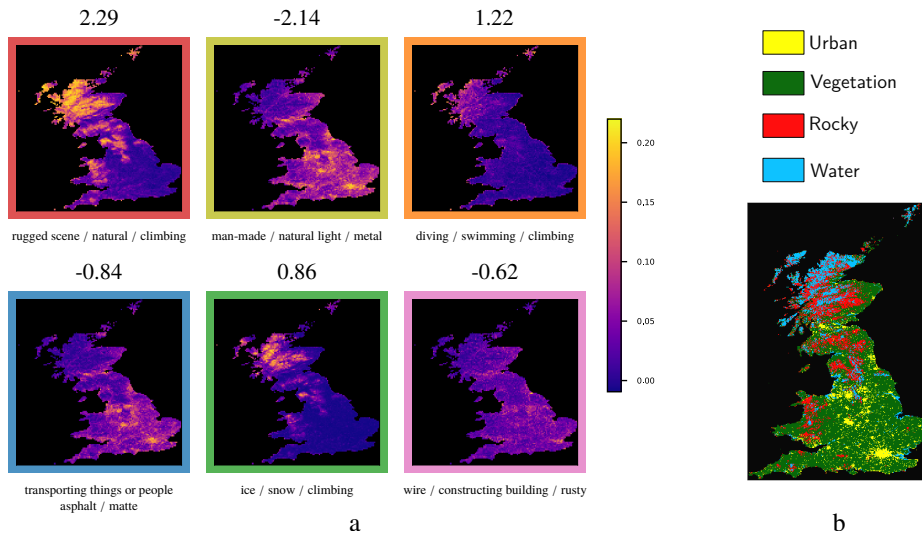 2.29
-2.14
1.22
rugged scene / natural / climbing
man-made / natural light / metal
diving / swimming / climbing
0.20
0.15
0.10
0.05
0.00
-0.84
0.86
-0.62
transporting things or people
asphalt / matte
ice / snow / climbing
wire / constructing building / rusty
a
Urban
Vegetation
Rocky
Water
b